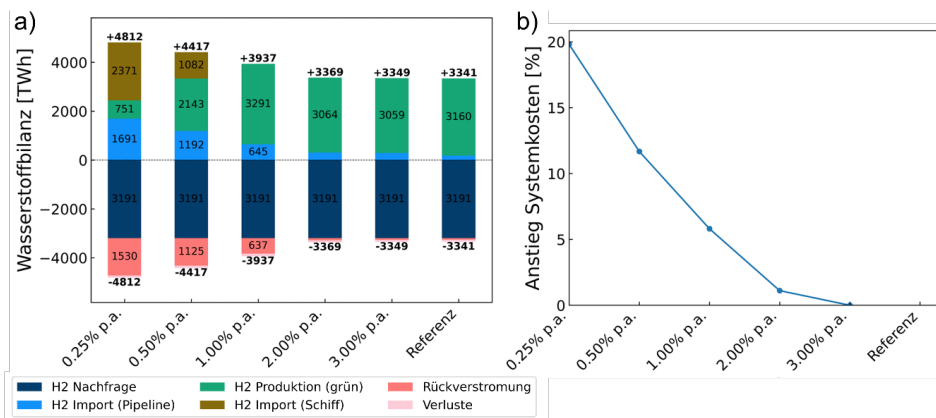 a)
b)
Wasserstoffbilanz [TWh]
4000
2000
0
−2000
−4000
+4812
+4417
+3937
+3369
+3349
+3341
2371
1082
751
2143
3291
3064
3059
3160
1691
1192
645
3191
3191
3191
3191
3191
3191
1530
1125
637
-4812
-4417
-3937
-3369
-3349
-3341
0.25% p.a.
0.50% p.a.
1.00% p.a.
2.00% p.a.
3.00% p.a.
Referenz
Anstieg Systemkosten [%]
20
15
10
5
0
0.25% p.a.
0.50% p.a.
1.00% p.a.
2.00% p.a.
3.00% p.a.
Referenz
H2 Nachfrage
H2 Import (Pipeline)
H2 Produktion (grün)
H2 Import (Schiff)
Rückverstromung
Verluste